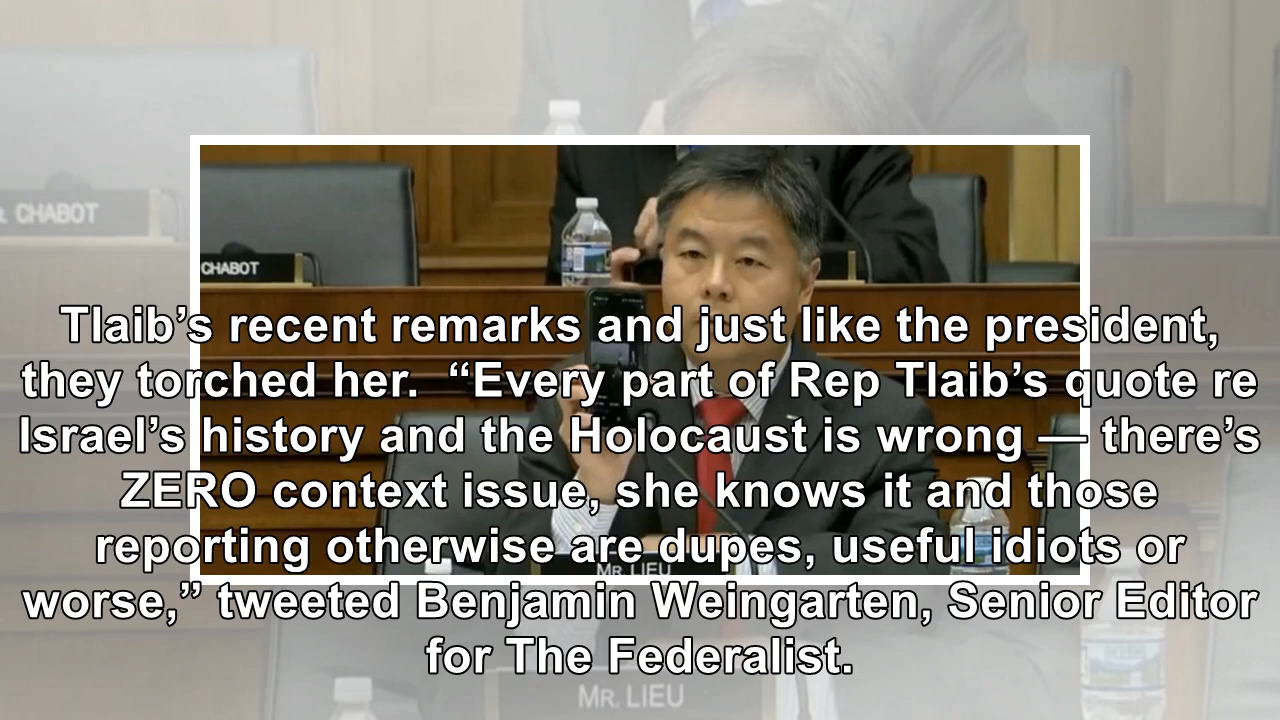 . CHABOT
CHABOT
Tlaib’s recent remarks and just like the president,
they torched her.  “Every part of Rep Tlaib’s quote re
Israel’s history and the Holocaust is wrong — there’s
ZERO context issue, she knows it and those
reporting otherwise are dupes, useful idiots or
MR. LIEU
worse,” tweeted Benjamin Weingarten, Senior Editor
for The Federalist.
MR. LIEU